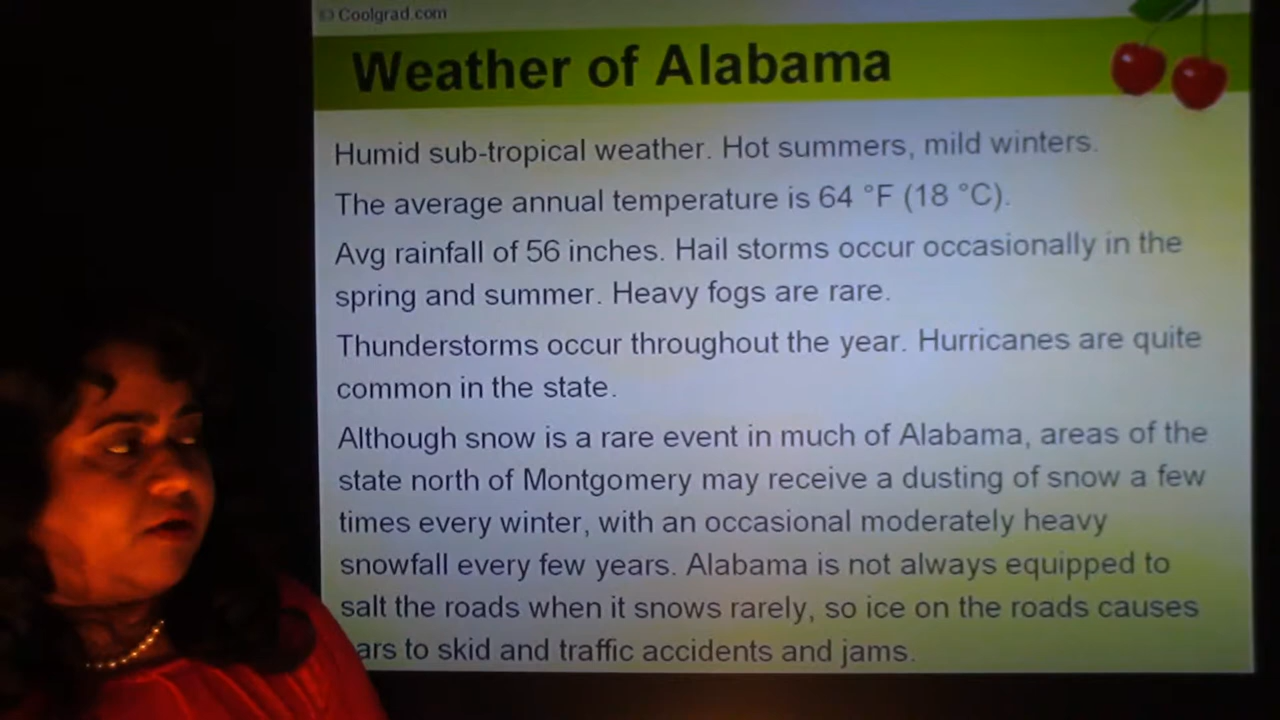 © Coolgrad.com
Weather of Alabama
Humid sub-tropical weather. Hot summers, mild winters.
The average annual temperature is 64 °F (18 °C).
Avg rainfall of 56 inches. Hail storms occur occasionally in the
spring and summer. Heavy fogs are rare.
Thunderstorms occur throughout the year. Hurricanes are quite
common in the state.
Although snow is a rare event in much of Alabama, areas of the
state north of Montgomery may receive a dusting of snow a few
times every winter, with an occasional moderately heavy
snowfall every few years. Alabama is not always equipped to
salt the roads when it snows rarely, so ice on the roads causes
ars to skid and traffic accidents and jams.